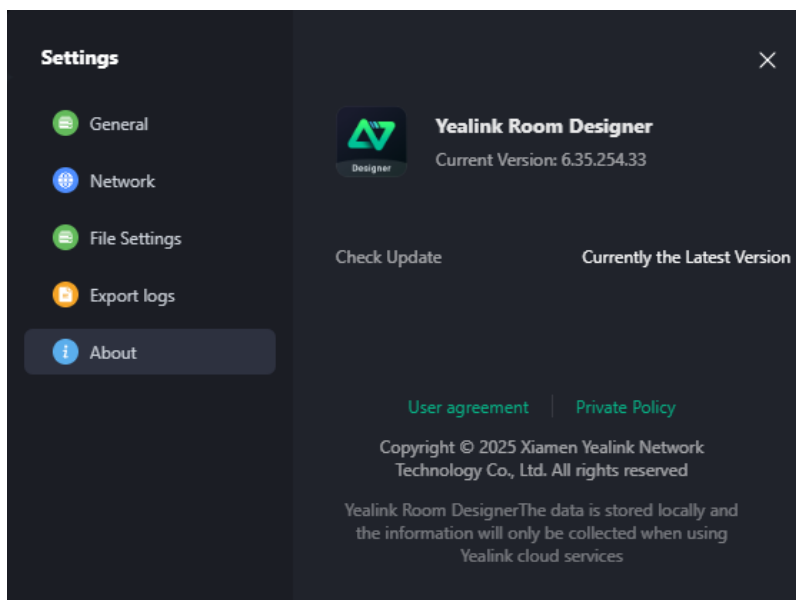 Settings
General
Network
File Settings
Export logs
About
Designer
Yealink Room Designer
Current Version: 6.35.254.33
Check Update
Currently the Latest Version
User agreement
Private Policy
Copyright © 2025 Xiamen Yealink Network
Technology Co., Ltd. All rights reserved
Yealink Room DesignerThe data is stored locally and
the information will only be collected when using
Yealink cloud services